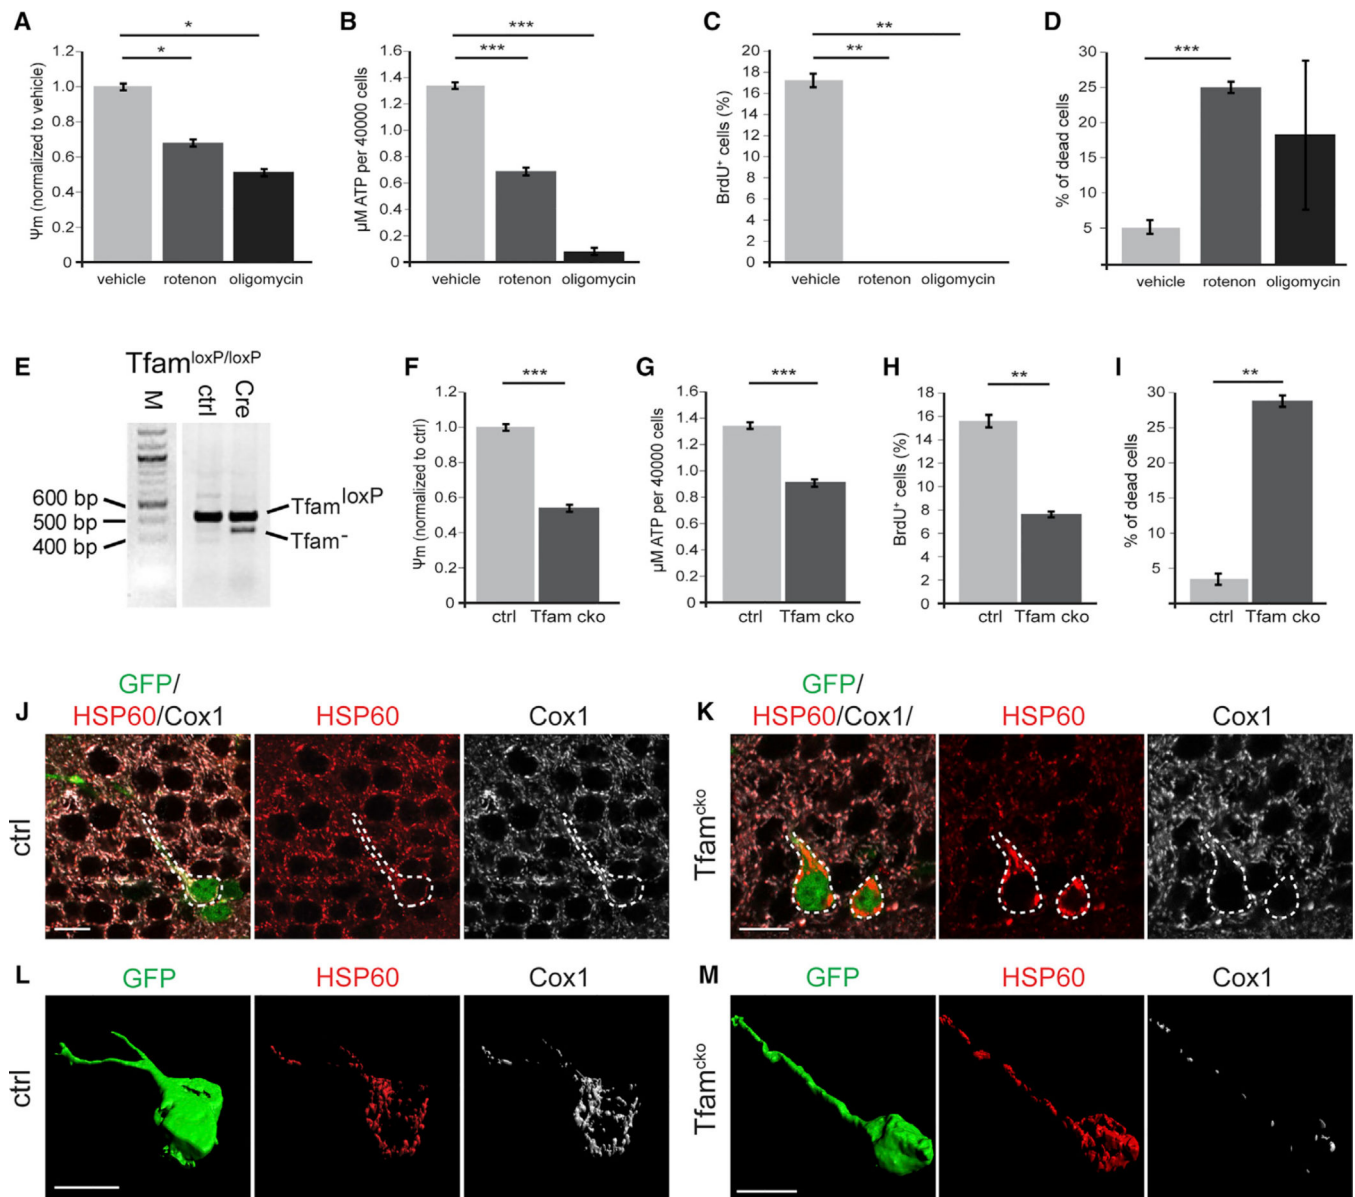 A
*
*
Ψm (normalized to vehicle)
1.2
1.0
0.8
0.6
0.4
0.2
0
vehicle rotenon oligomycin
B
***
***
µM ATP per 40000 cells
1.6
1.4
1.2
1.0
0.8
0.6
0.4
0.2
0
vehicle rotenon oligomycin
C
**
**
BrdU⁺ cells (%)
20
18
16
14
12
10
8
6
4
2
0
vehicle rotenon oligomycin
D
***
% of dead cells
30
25
20
15
10
5
vehicle rotenon oligomycin
E
Tfam^loxP/loxP
M ctrl Cre
600 bp
500 bp
400 bp
Tfam^loxP
Tfam⁻
F
***
Ψm (normalized to ctrl)
1.2
1.0
0.8
0.6
0.4
0.2
0
ctrl Tfam cko
G
***
µM ATP per 40000 cells
1.6
1.4
1.2
1.0
0.8
0.6
0.4
0.2
0
ctrl Tfam cko
H
**
BrdU⁺ cells (%)
18
16
14
12
10
8
6
4
2
0
ctrl Tfam cko
I
**
% of dead cells
30
25
20
15
10
5
ctrl Tfam cko
J
GFP/
HSP60/Cox1 HSP60 Cox1
ctrl
K
GFP/
HSP60/Cox1/ HSP60 Cox1
Tfam^cko
L
GFP HSP60 Cox1
ctrl
M
GFP HSP60 Cox1
Tfam^cko